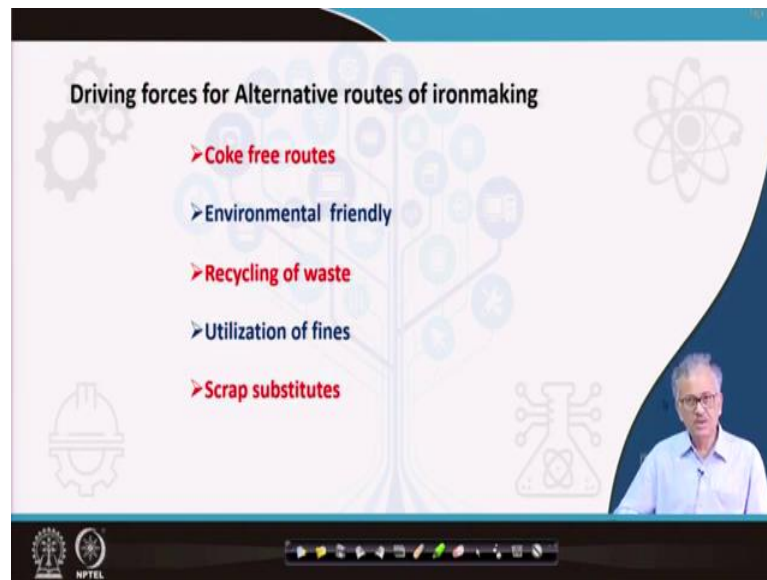 Driving forces for Alternative routes of ironmaking
➢Coke free routes
➢Environmental friendly
➢Recycling of waste
➢Utilization of fines
➢Scrap substitutes
NPTEL